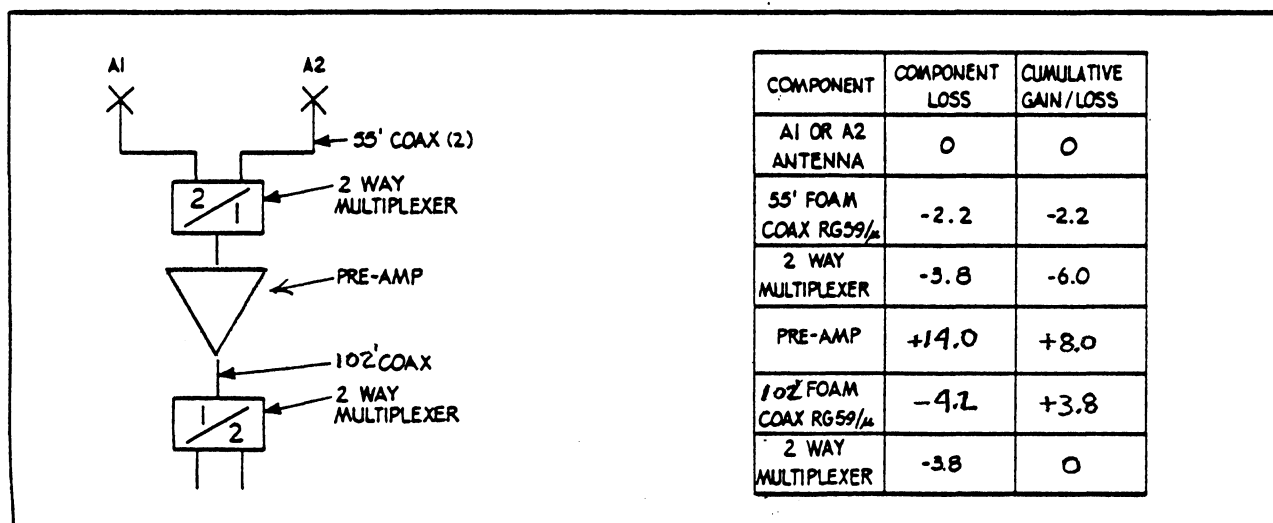 A1
A2
55' COAX (2)
2 WAY
MULTIPLEXER
2/1
PRE-AMP
102' COAX
2 WAY
MULTIPLEXER
1/2
COMPONENT
COMPONENT LOSS
CUMULATIVE GAIN/LOSS
A1 OR A2
ANTENNA
0
0
55' FOAM
COAX RG59/μ
-2.2
-2.2
2 WAY
MULTIPLEXER
-3.8
-6.0
PRE-AMP
+14.0
+8.0
102' FOAM
COAX RG59/μ
-4.2
+3.8
2 WAY
MULTIPLEXER
-3.8
0